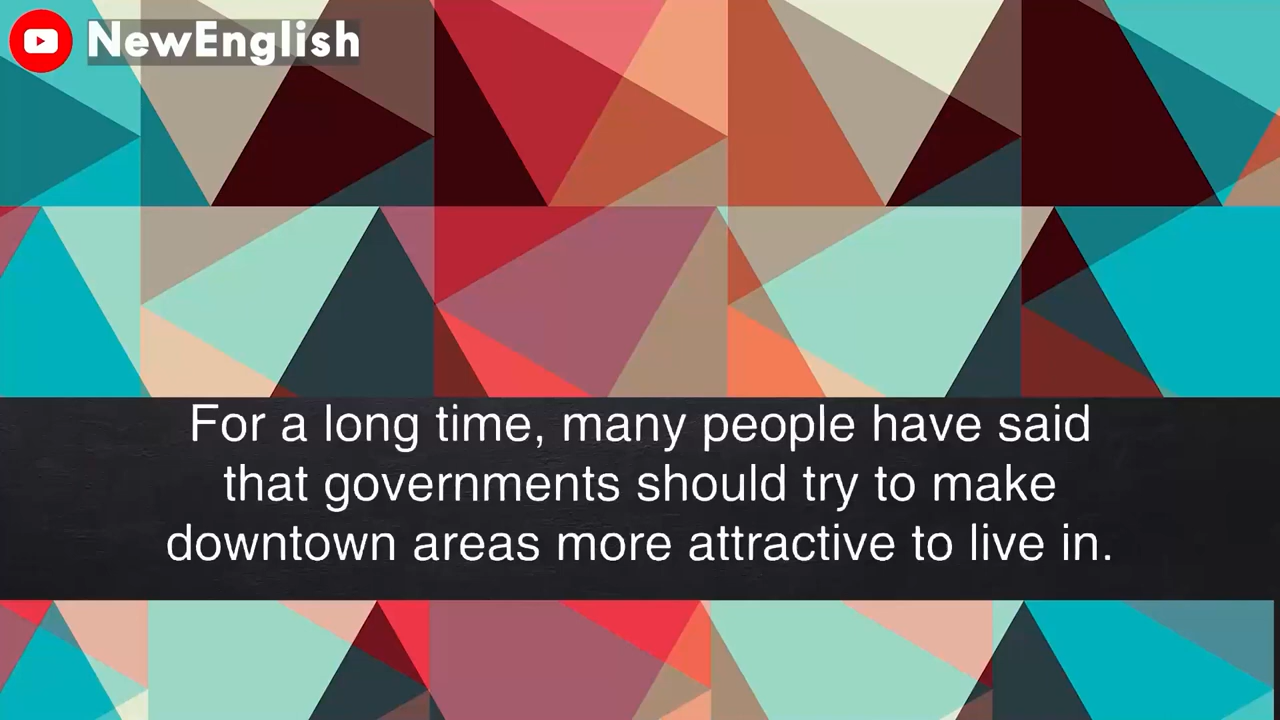 NewEnglish
For a long time, many people have said
that governments should try to make
downtown areas more attractive to live in.